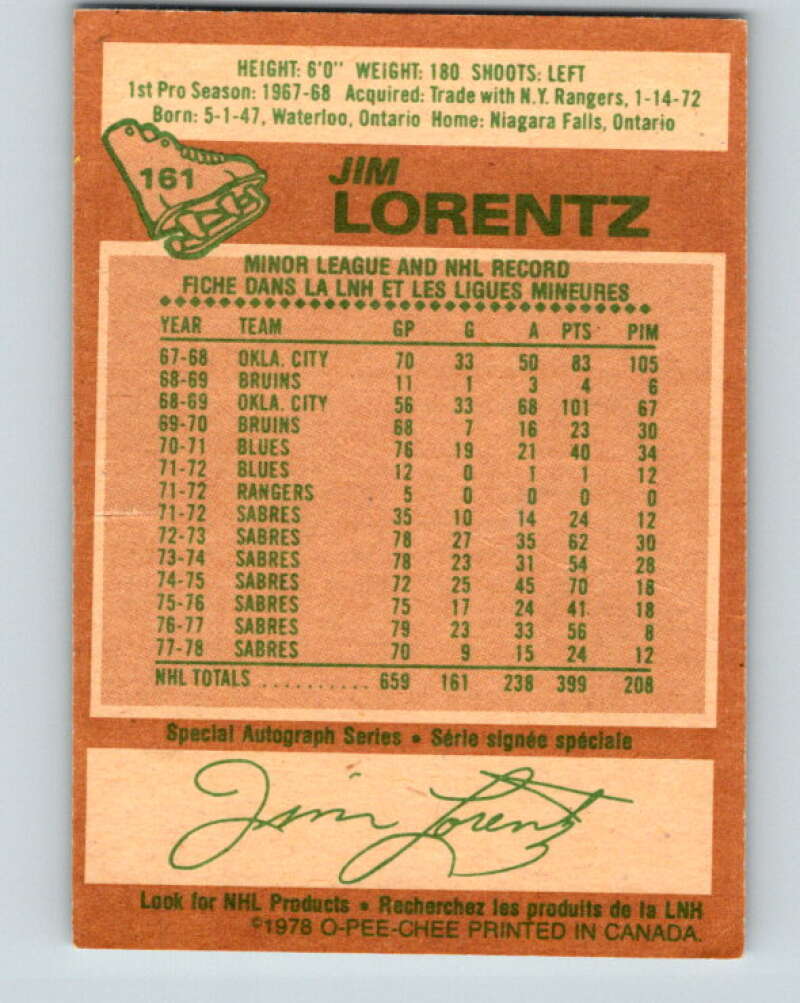 HEIGHT: 6'0" WEIGHT: 180 SHOOTS: LEFT
1st Pro Season: 1967-68 Acquired: Trade with N.Y. Rangers, 1-14-72
Born: 5-1-47, Waterloo, Ontario Home: Niagara Falls, Ontario
161
JIM
LORENTZ
MINOR LEAGUE AND NHL RECORD
FICHE DANS LA LNH ET LES LIGUES MINEURES
YEAR TEAM GP G A PTS PIM
67-68 OKLA. CITY 70 33 50 83 105
68-69 BRUINS 11 1 3 4 6
68-69 OKLA. CITY 56 33 68 101 67
69-70 BRUINS 68 7 16 23 30
70-71 BLUES 76 19 21 40 34
71-72 BLUES 12 0 1 1 12
71-72 RANGERS 5 0 0 0 0
71-72 SABRES 35 10 14 24 12
72-73 SABRES 78 27 35 62 30
73-74 SABRES 78 23 31 54 28
74-75 SABRES 72 25 45 70 18
75-76 SABRES 75 17 24 41 18
76-77 SABRES 79 23 33 56 8
77-78 SABRES 70 9 15 24 12
NHL TOTALS .......... 659 161 238 399 208
Special Autograph Series • Série signée spéciale
Jim Lorentz
Look for NHL Products • Recherchez les produits de la LNH
©1978 O-PEE-CHEE PRINTED IN CANADA.